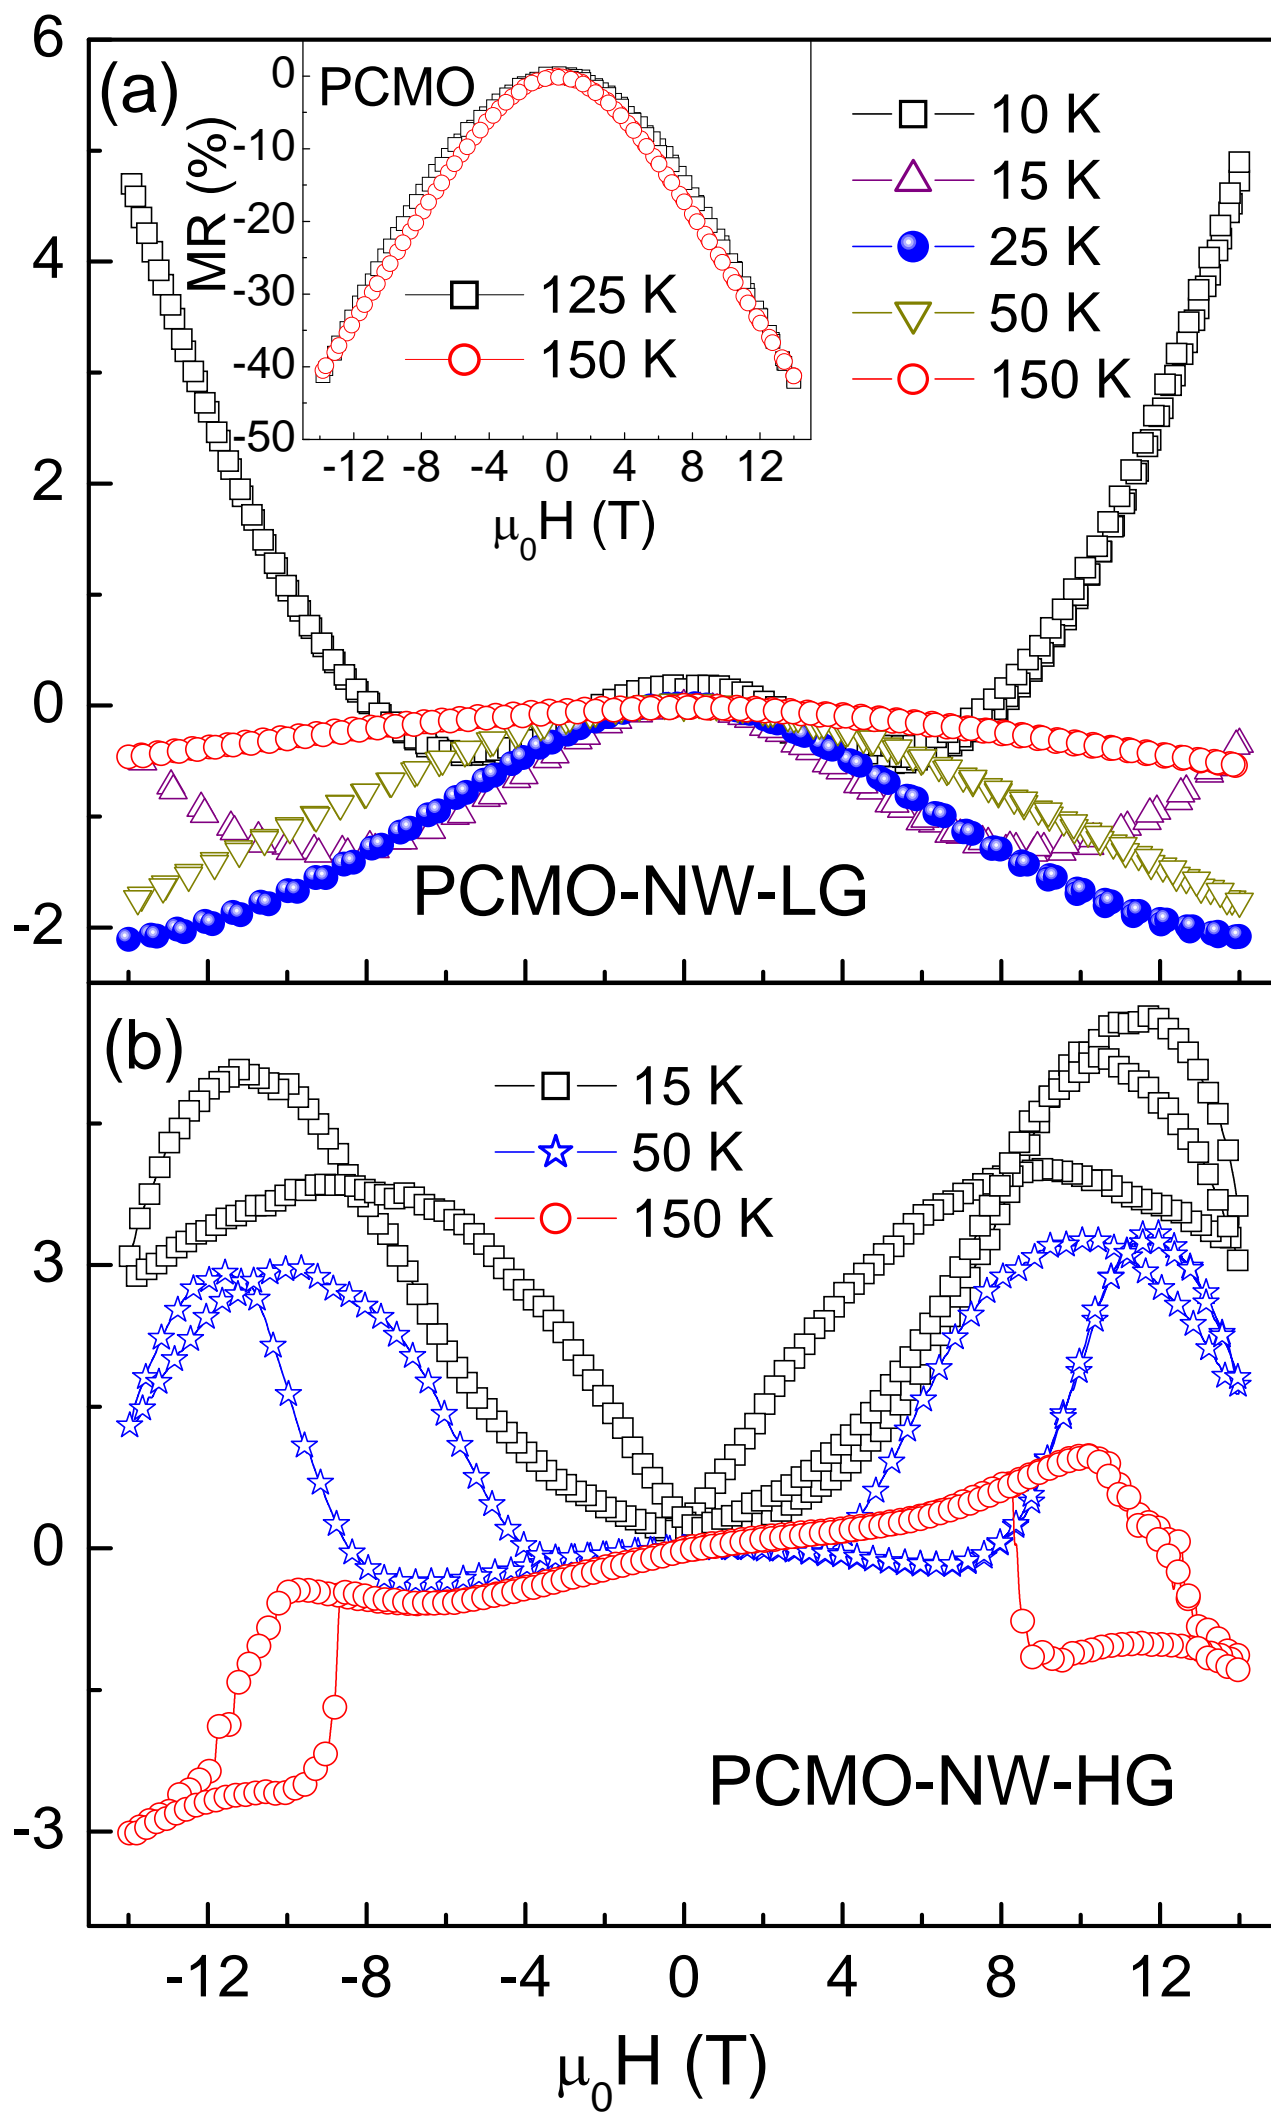 6
(a)
PCMO
0
-10
-20
-30
-40
-50
MR (%)
125 K
150 K
-12 -8 -4 0 4 8 12
μ0H (T)
10 K
15 K
25 K
50 K
150 K
4
2
0
-2
PCMO-NW-LG
(b)
15 K
50 K
150 K
3
0
-3
PCMO-NW-HG
-12 -8 -4 0 4 8 12
μ0H (T)